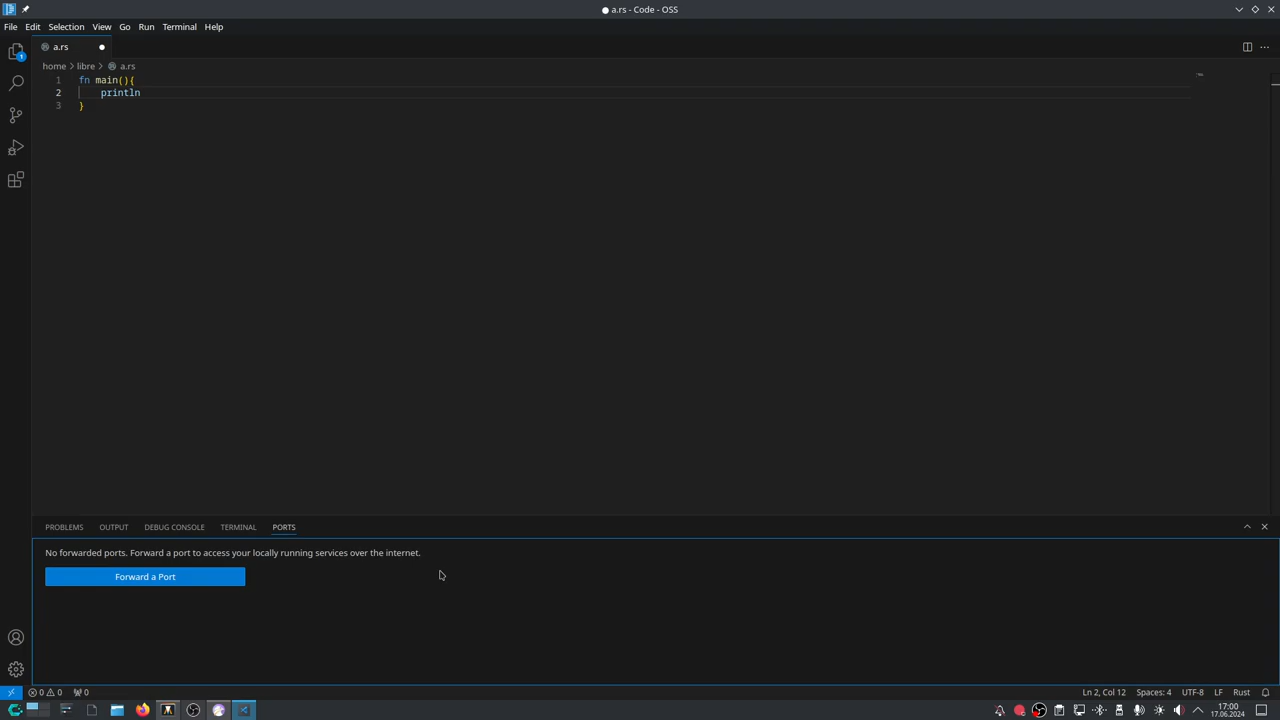 a.rs - Code - OSS
File Edit Selection View Go Run Terminal Help
a.rs
home > libre > a.rs
1 fn main(){
2 println
3 }
1
PROBLEMS OUTPUT DEBUG CONSOLE TERMINAL PORTS
No forwarded ports. Forward a port to access your locally running services over the internet.
Forward a Port
0 0 0 Ln 2, Col 12 Spaces: 4 UTF-8 LF Rust
17:00
17.06.2024